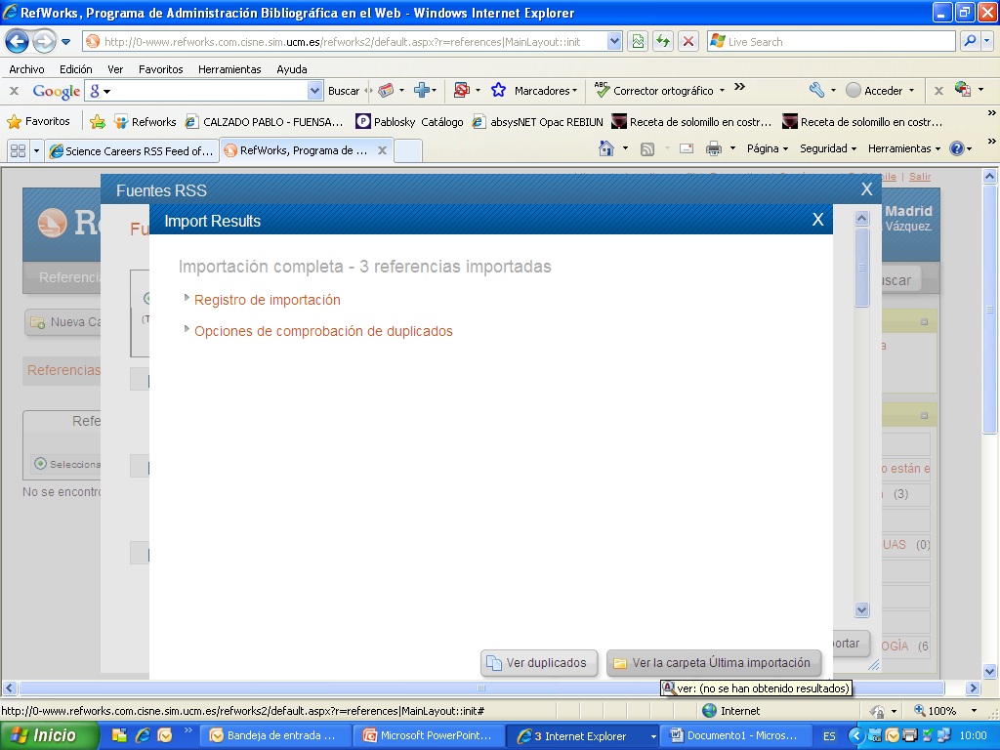 RefWorks, Programa de Administración Bibliográfica en el Web - Windows Internet Explorer
http://0-www.refworks.com.cisne.sim.ucm.es/refworks2/default.aspx?r=references|MainLayout::init
Live Search
Archivo Edición Ver Favoritos Herramientas Ayuda
x Google g Buscar Marcadores ABC Corrector ortográfico » Acceder x
Favoritos Refworks CALZADO PABLO - FUENSA... Pablosky Catálogo absysNET Opac REBIUN Receta de solomillo en costr... Receta de solomillo en costr... »
Science Careers RSS Feed of... RefWorks, Programa de ... X Página Seguridad Herramientas »
Salir
Fuentes RSS X
Madrid
Vázquez.
Re
Fu
Import Results X
Importación completa - 3 referencias importadas
Registro de importación
Opciones de comprobación de duplicados
Referenci
uscar
Nueva Ca
(T
a
Referencias
Refe
Selecciona
o están e
No se encontro
(3)
UAS (0)
OGÍA (6
ortar
Ver duplicados Ver la carpeta Última importación
ver: (no se han obtenido resultados)
http://0-www.refworks.com.cisne.sim.ucm.es/refworks2/default.aspx?r=references|MainLayout::init# Internet 100%
Inicio » Bandeja de entrada ... Microsoft PowerPoint... 3 Internet Explorer Documento1 - Micros... ES 10:00